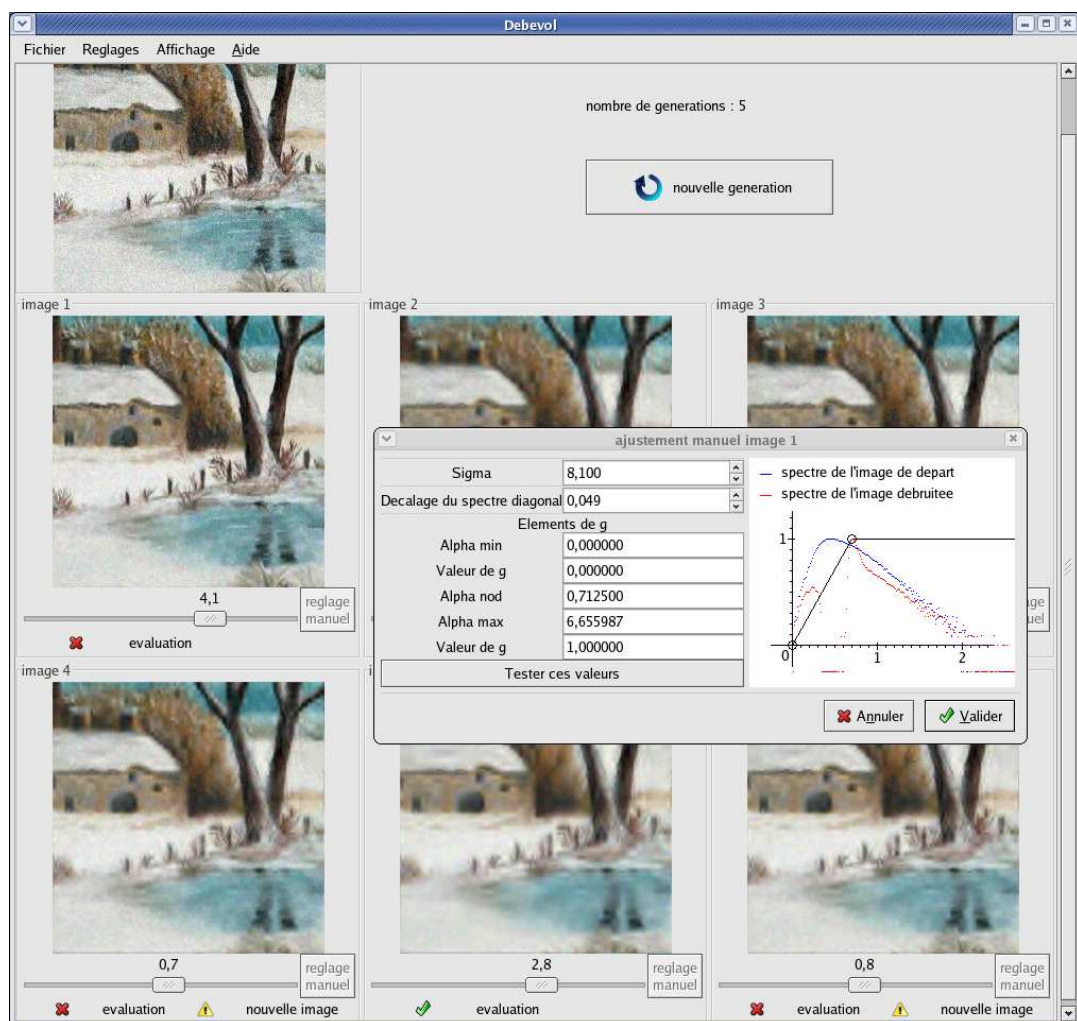 Debevol
Fichier Reglages Affichage Aide
nombre de generations : 5
nouvelle generation
image 1
image 2
image 3
4,1
reglage
manuel
evaluation
ajustement manuel image 1
Sigma 8,100
Decalage du spectre diagonal 0,049
Elements de g
Alpha min 0,000000
Valeur de g 0,000000
Alpha nod 0,712500
Alpha max 6,655987
Valeur de g 1,000000
Tester ces valeurs
spectre de l'image de depart
spectre de l'image debruitee
1
0 1 2
Annuler Valider
image 4
0,7
reglage
manuel
evaluation nouvelle image
2,8
reglage
manuel
evaluation
0,8
reglage
manuel
evaluation nouvelle image